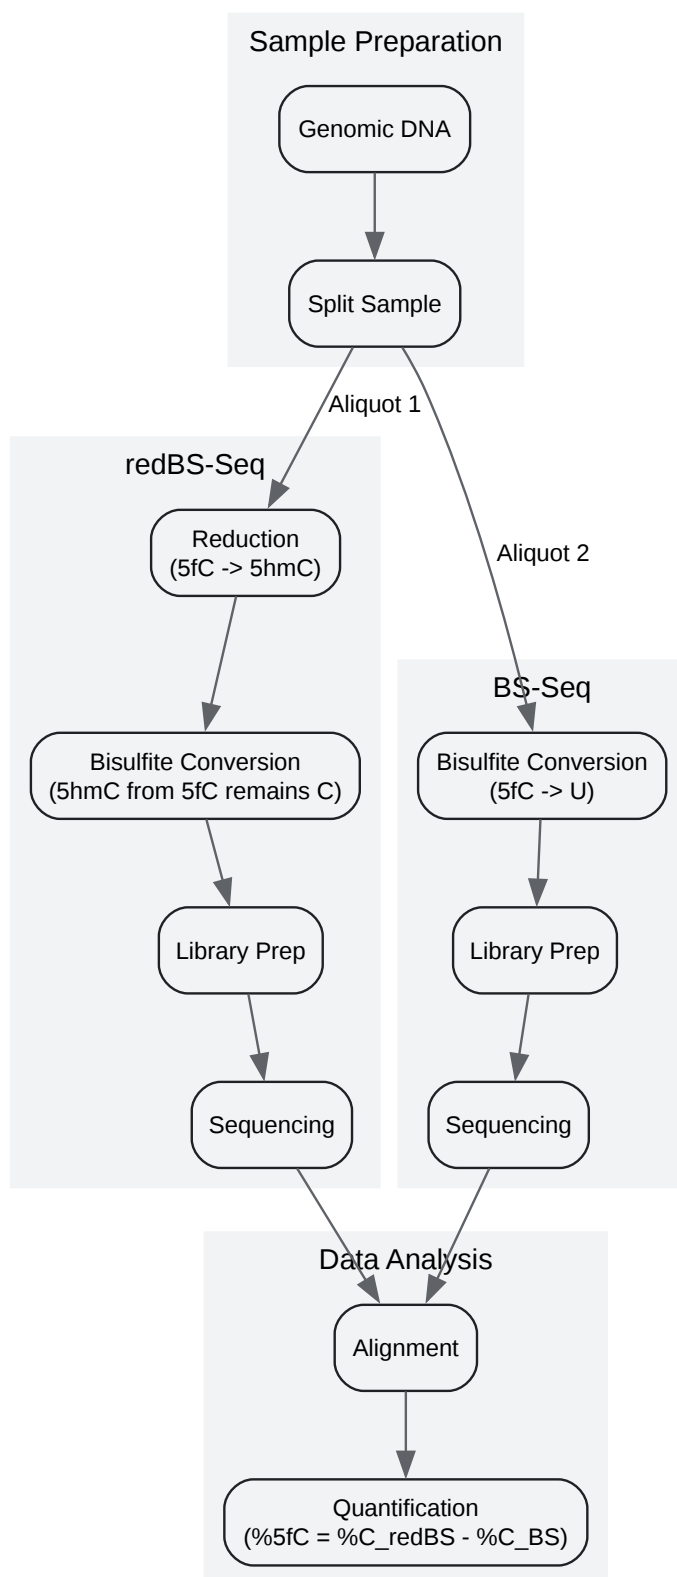 Sample Preparation
Genomic DNA
Split Sample
Aliquot 1
redBS-Seq
Reduction
(5fC -> 5hmC)
Aliquot 2
BS-Seq
Bisulfite Conversion
(5hmC from 5fC remains C)
Bisulfite Conversion
(5fC -> U)
Library Prep
Library Prep
Sequencing
Sequencing
Data Analysis
Alignment
Quantification
(%5fC = %C_redBS - %C_BS)